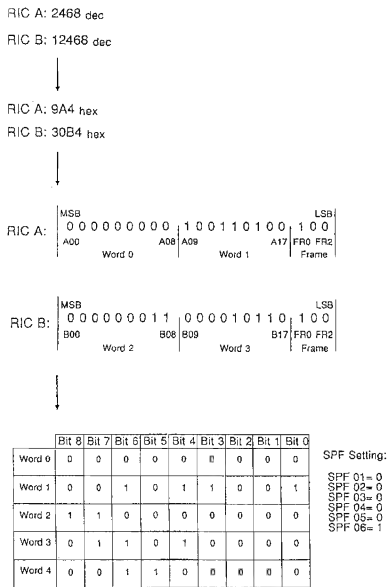 RIC A: 2468 dec
RIC B: 12468 dec
RIC A: 9A4 hex
RIC B: 30B4 hex
MSB LSB
RIC A: 0 0 0 0 0 0 0 0 0 1 0 0 1 1 0 1 0 0 1 0 0
A00 A08 A09 A17 FR0 FR2
Word 0 Word 1 Frame
MSB LSB
RIC B: 0 0 0 0 0 0 0 1 1 0 0 0 0 1 0 1 1 0 1 0 0
B00 B08 B09 B17 FR0 FR2
Word 2 Word 3 Frame
Bit 8 Bit 7 Bit 6 Bit 5 Bit 4 Bit 3 Bit 2 Bit 1 Bit 0
Word 0 0 0 0 0 0 0 0 0 0
Word 1 0 0 1 0 1 1 0 0 1
Word 2 1 1 0 0 0 0 0 0 0
Word 3 0 1 1 0 1 0 0 0 0
Word 4 0 0 1 1 0 0 0 0 0
SPF Setting:
SPF 01= 0
SPF 02= 0
SPF 03= 0
SPF 04= 0
SPF 05= 0
SPF 06= 1